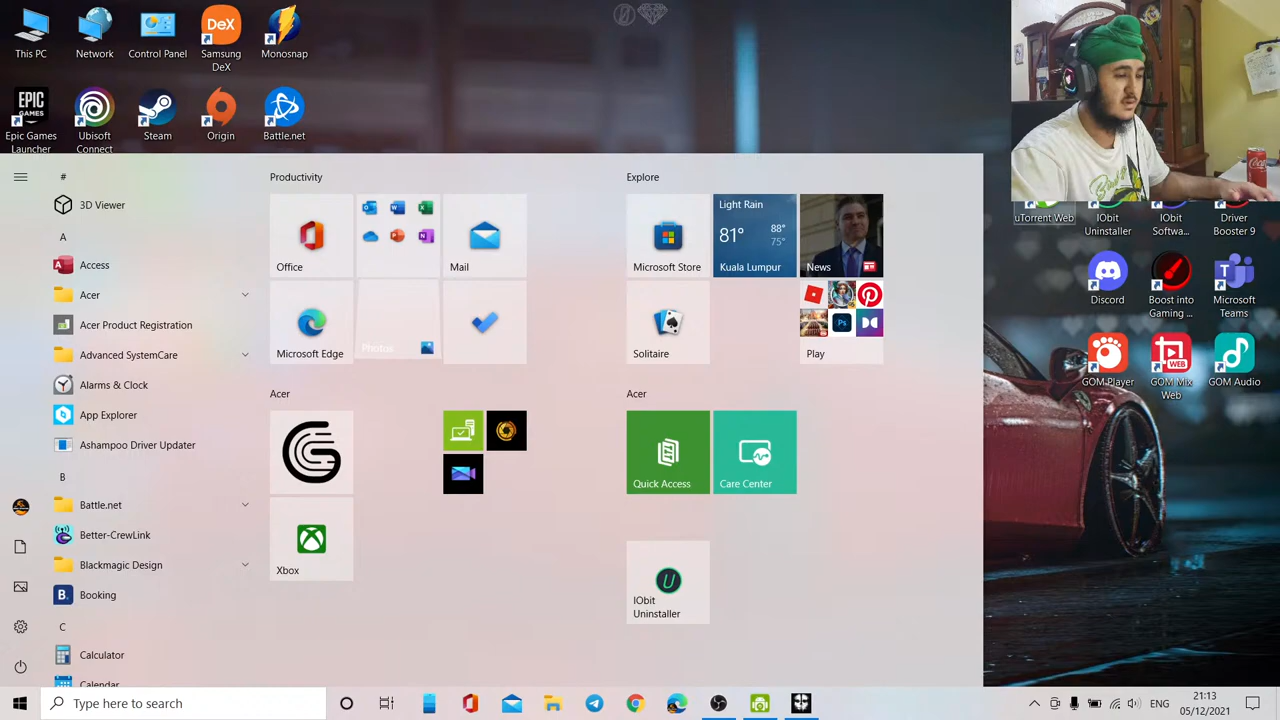 This PC
Network
Control Panel
Samsung DeX
Monosnap
Epic Games Launcher
Ubisoft Connect
Steam
Origin
Battle.net
uTorrent Web
IObit Uninstaller
IObit Softwa...
Driver Booster 9
Discord
Boost into Gaming ...
Microsoft Teams
GOM Player
GOM Mix Web
GOM Audio
#
3D Viewer
A
Access
Acer
Acer Product Registration
Advanced SystemCare
Alarms & Clock
App Explorer
Ashampoo Driver Updater
B
Battle.net
Better-CrewLink
Blackmagic Design
Booking
C
Calculator
Calendar
Productivity
Office
Mail
Microsoft Edge
Photos
Acer
Xbox
Explore
Microsoft Store
Light Rain
81° 88° 75°
Kuala Lumpur
News
Solitaire
Play
Acer
Quick Access
Care Center
IObit Uninstaller
Type here to search
ENG
21:13
05/12/2021